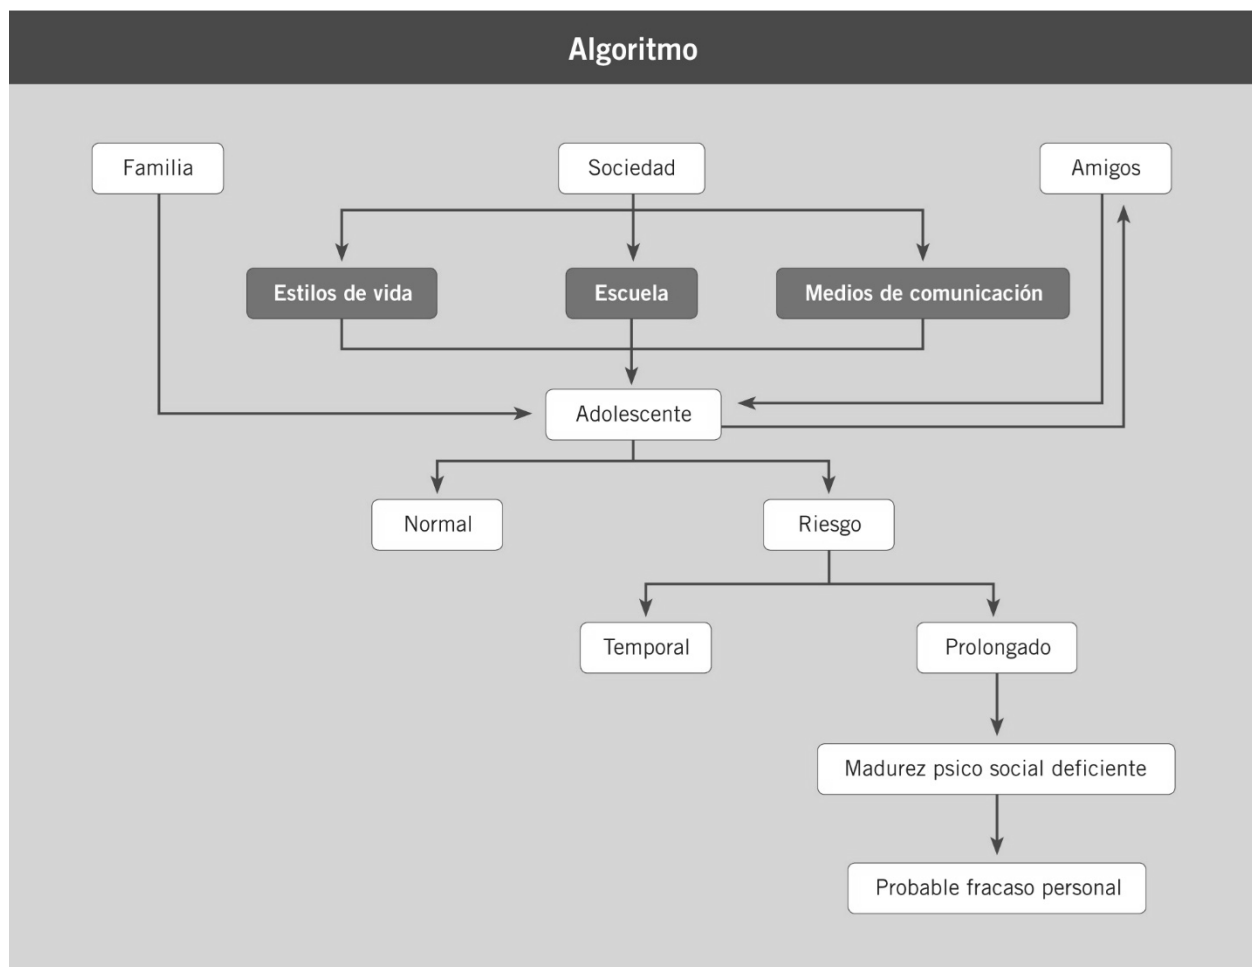 Algoritmo
Familia
Sociedad
Amigos
Estilos de vida
Escuela
Medios de comunicación
Adolescente
Normal
Riesgo
Temporal
Prolongado
Madurez psico social deficiente
Probable fracaso personal